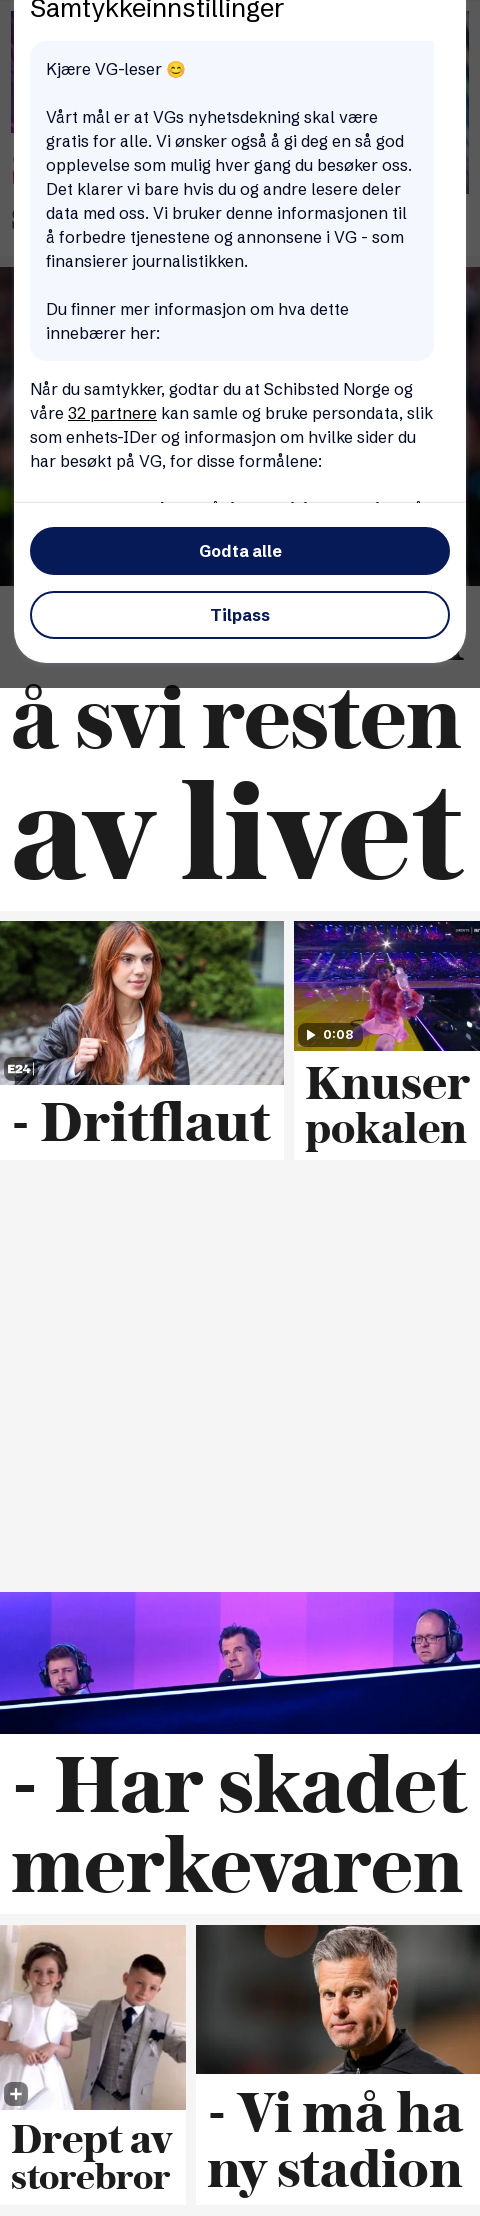 Samtykkeinnstillinger
Kjære VG-leser 😊
Vårt mål er at VGs nyhetsdekning skal være
gratis for alle. Vi ønsker også å gi deg en så god
opplevelse som mulig hver gang du besøker oss.
Det klarer vi bare hvis du og andre lesere deler
data med oss. Vi bruker denne informasjonen til
å forbedre tjenestene og annonsene i VG - som
finansierer journalistikken.
Du finner mer informasjon om hva dette
innebærer her:
Når du samtykker, godtar du at Schibsted Norge og
våre 32 partnere kan samle og bruke persondata, slik
som enhets-IDer og informasjon om hvilke sider du
har besøkt på VG, for disse formålene:
Godta alle
Tilpass
å svi resten
av livet
E24
- Dritflaut
0:08
Knuser
pokalen
- Har skadet
merkevaren
Drept av
storebror
- Vi må ha
ny stadion